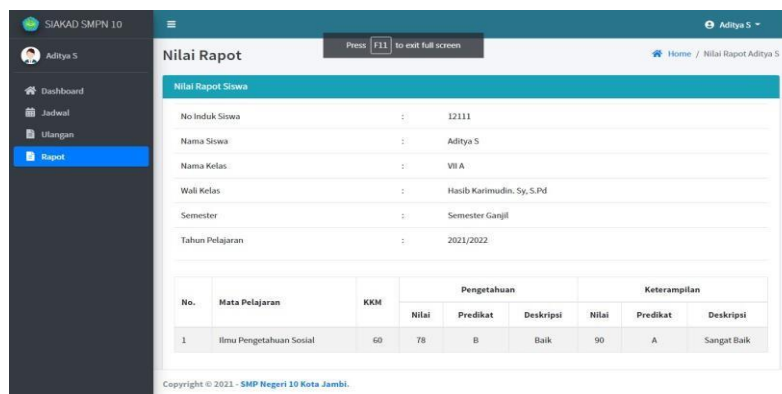 SIAKAD SMPN 10
Aditya S
Press F11 to exit full screen
Aditya S
Nilai Rapot
Home / Nilai Rapot Aditya S
Dashboard
Jadwal
Ulangan
Rapot
Nilai Rapot Siswa
No Induk Siswa : 12111
Nama Siswa : Aditya S
Nama Kelas : VII A
Wali Kelas : Hasib Karimudin. Sy, S.Pd
Semester : Semester Ganjil
Tahun Pelajaran : 2021/2022
No. Mata Pelajaran KKM Pengetahuan Keterampilan
Nilai Predikat Deskripsi Nilai Predikat Deskripsi
1 Ilmu Pengetahuan Sosial 60 78 B Baik 90 A Sangat Baik
Copyright © 2021 - SMP Negeri 10 Kota Jambi.